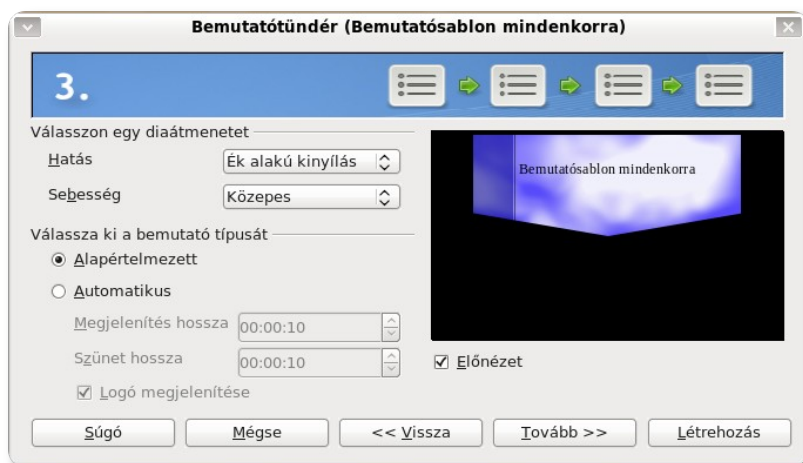 Bemutatótündér (Bemutatósablon mindenkorra)
3.
Válasszon egy diaátmenetet
Hatás Ék alakú kinyílás
Sebesség Közepes
Bemutatósablon mindenkorra
Válassza ki a bemutató típusát
Alapértelmezett
Automatikus
Megjelenítés hossza 00:00:10
Szünet hossza 00:00:10
Logó megjelenítése
Előnézet
Súgó Mégse << Vissza Tovább >> Létrehozás